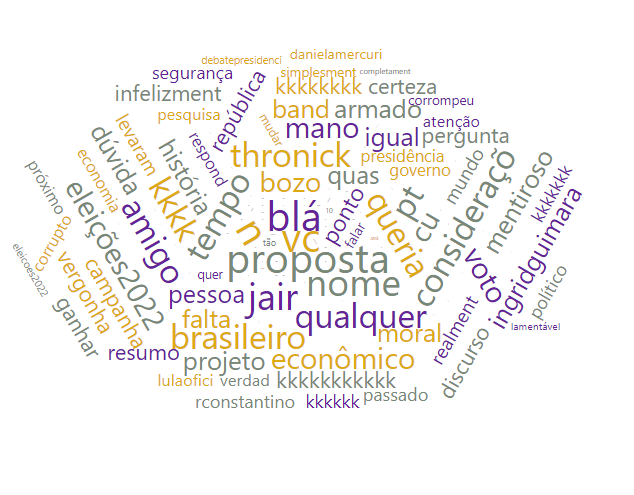 debatepresidenci
danielamercuri
segurança
simplesment
completament
infelizment
kkkkkkkk
certeza
pesquisa
república
band
armado
corrompeu
levaram
mudar
mano
igual
atenção
dúvida
história
respond
thronick
pergunta
presidência
economia
bozo
quas
governo
próximo
kkkk
tempo
pt
mundo
mentiroso
kkkkkkk
eleições2022
amigo
n
blá
vc
10
ponto
queria
cu
consideraçõ
tão
falar
corrupto
vergonha
campanha
quer
proposta
voto
ingridguimara
eleicoes2022
pessoa
jair
nome
político
ganhar
falta
qualquer
realment
lamentável
brasileiro
moral
resumo
projeto
econômico
discurso
lulaofici
verdad
kkkkkkkkkkk
rconstantino
kkkkkk
passado